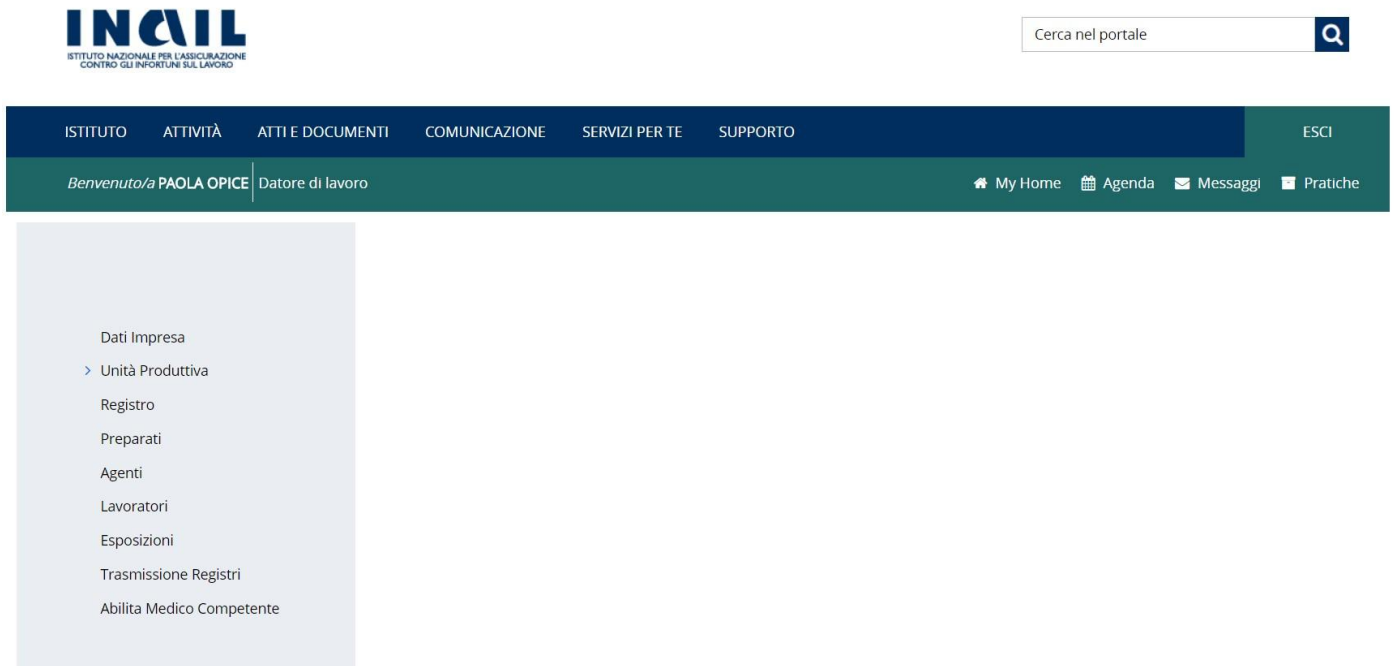 INAIL
ISTITUTO NAZIONALE PER L'ASSICURAZIONE
CONTRO GLI INFORTUNI SUL LAVORO
Cerca nel portale
ISTITUTO ATTIVITÀ ATTI E DOCUMENTI COMUNICAZIONE SERVIZI PER TE SUPPORTO ESCI
Benvenuto/a PAOLA OPICE Datore di lavoro My Home Agenda Messaggi Pratiche
Dati Impresa
Unità Produttiva
Registro
Preparati
Agenti
Lavoratori
Esposizioni
Trasmissione Registri
Abilita Medico Competente